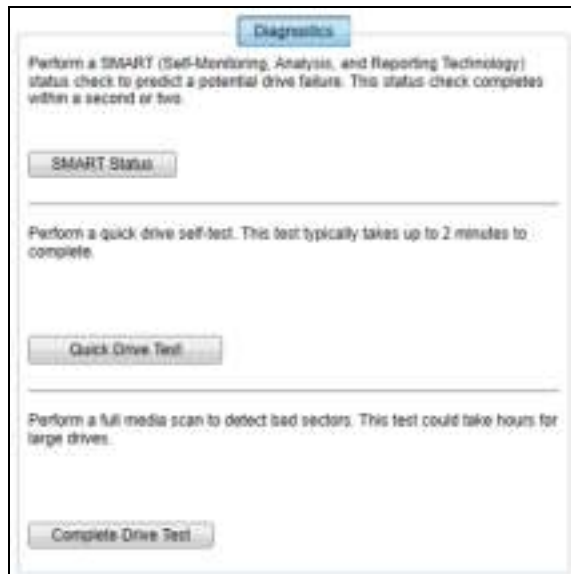 Diagnostics
Perform a SMART (Self-Monitoring, Analysis, and Reporting Technology)
status check to predict a potential drive failure. This status check completes
within a second or two.
SMART Status
Perform a quick drive self-test. This test typically takes up to 2 minutes to
complete.
Quick Drive Test
Perform a full media scan to detect bad sectors. This test could take hours for
large drives.
Complete Drive Test